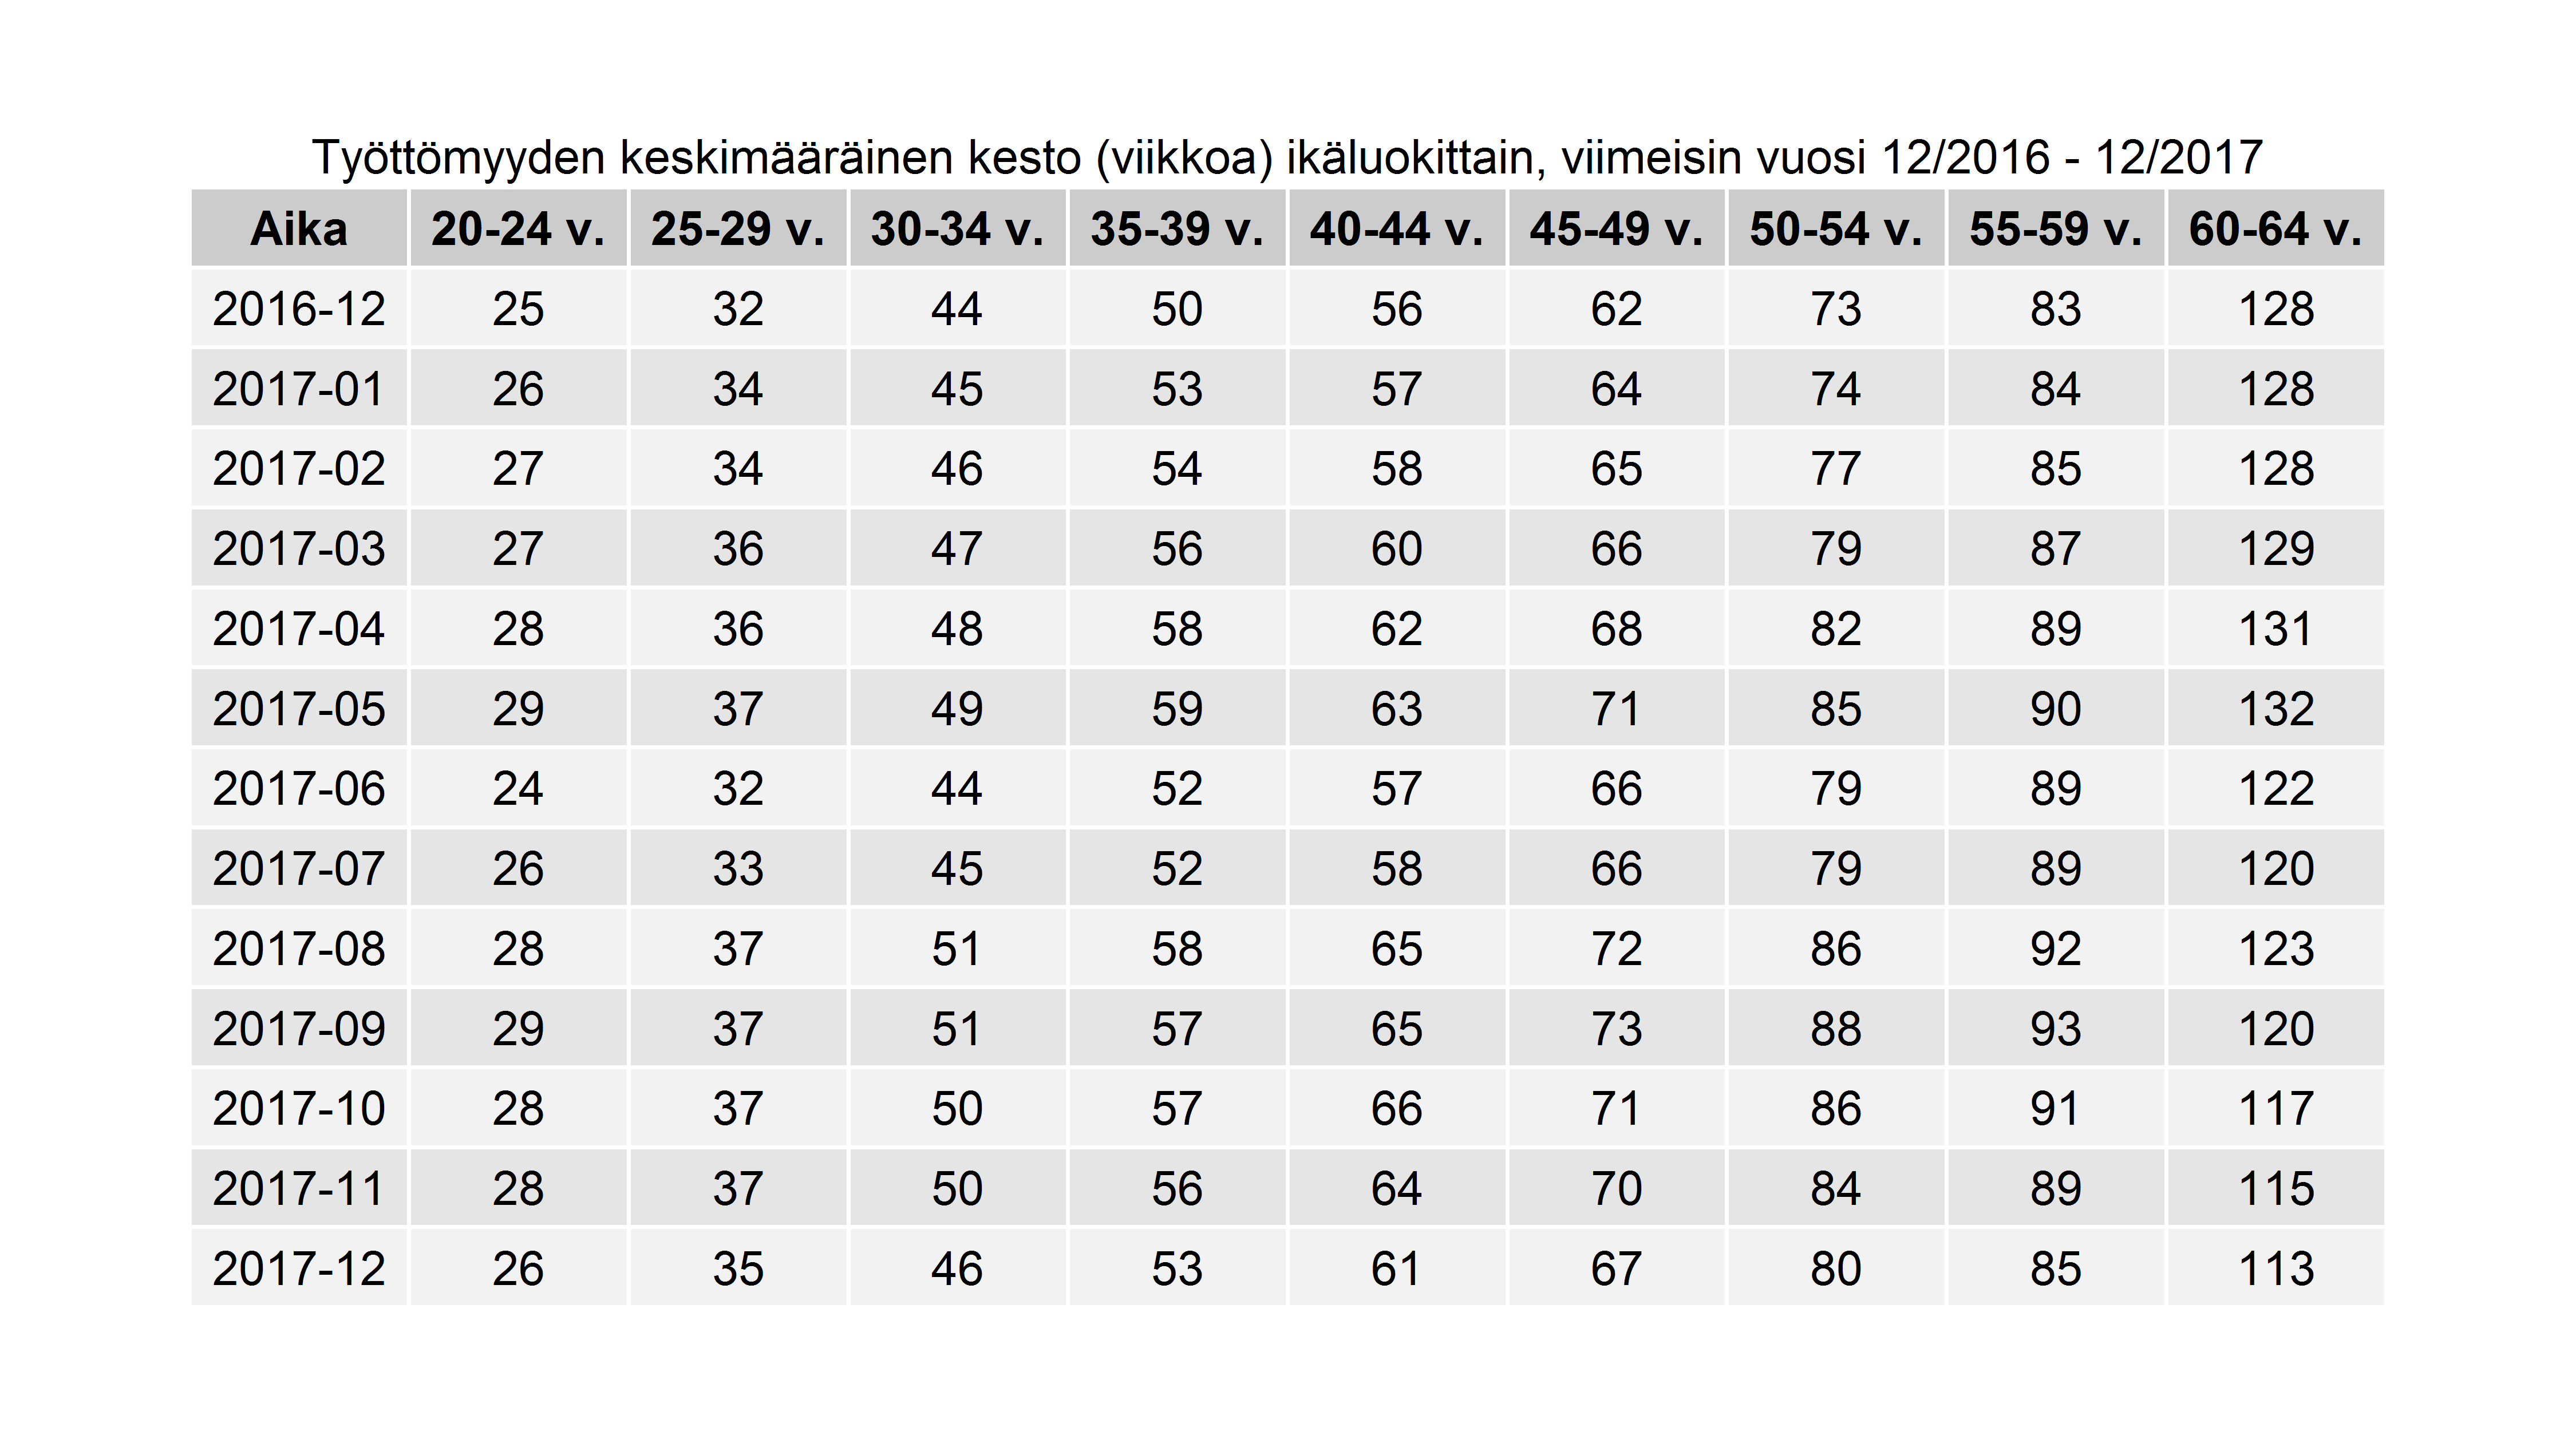 Työttömyyden keskimääräinen kesto (viikkoa) ikäluokittain, viimeisin vuosi 12/2016 - 12/2017
Aika 20-24 v. 25-29 v. 30-34 v. 35-39 v. 40-44 v. 45-49 v. 50-54 v. 55-59 v. 60-64 v.
2016-12 25 32 44 50 56 62 73 83 128
2017-01 26 34 45 53 57 64 74 84 128
2017-02 27 34 46 54 58 65 77 85 128
2017-03 27 36 47 56 60 66 79 87 129
2017-04 28 36 48 58 62 68 82 89 131
2017-05 29 37 49 59 63 71 85 90 132
2017-06 24 32 44 52 57 66 79 89 122
2017-07 26 33 45 52 58 66 79 89 120
2017-08 28 37 51 58 65 72 86 92 123
2017-09 29 37 51 57 65 73 88 93 120
2017-10 28 37 50 57 66 71 86 91 117
2017-11 28 37 50 56 64 70 84 89 115
2017-12 26 35 46 53 61 67 80 85 113